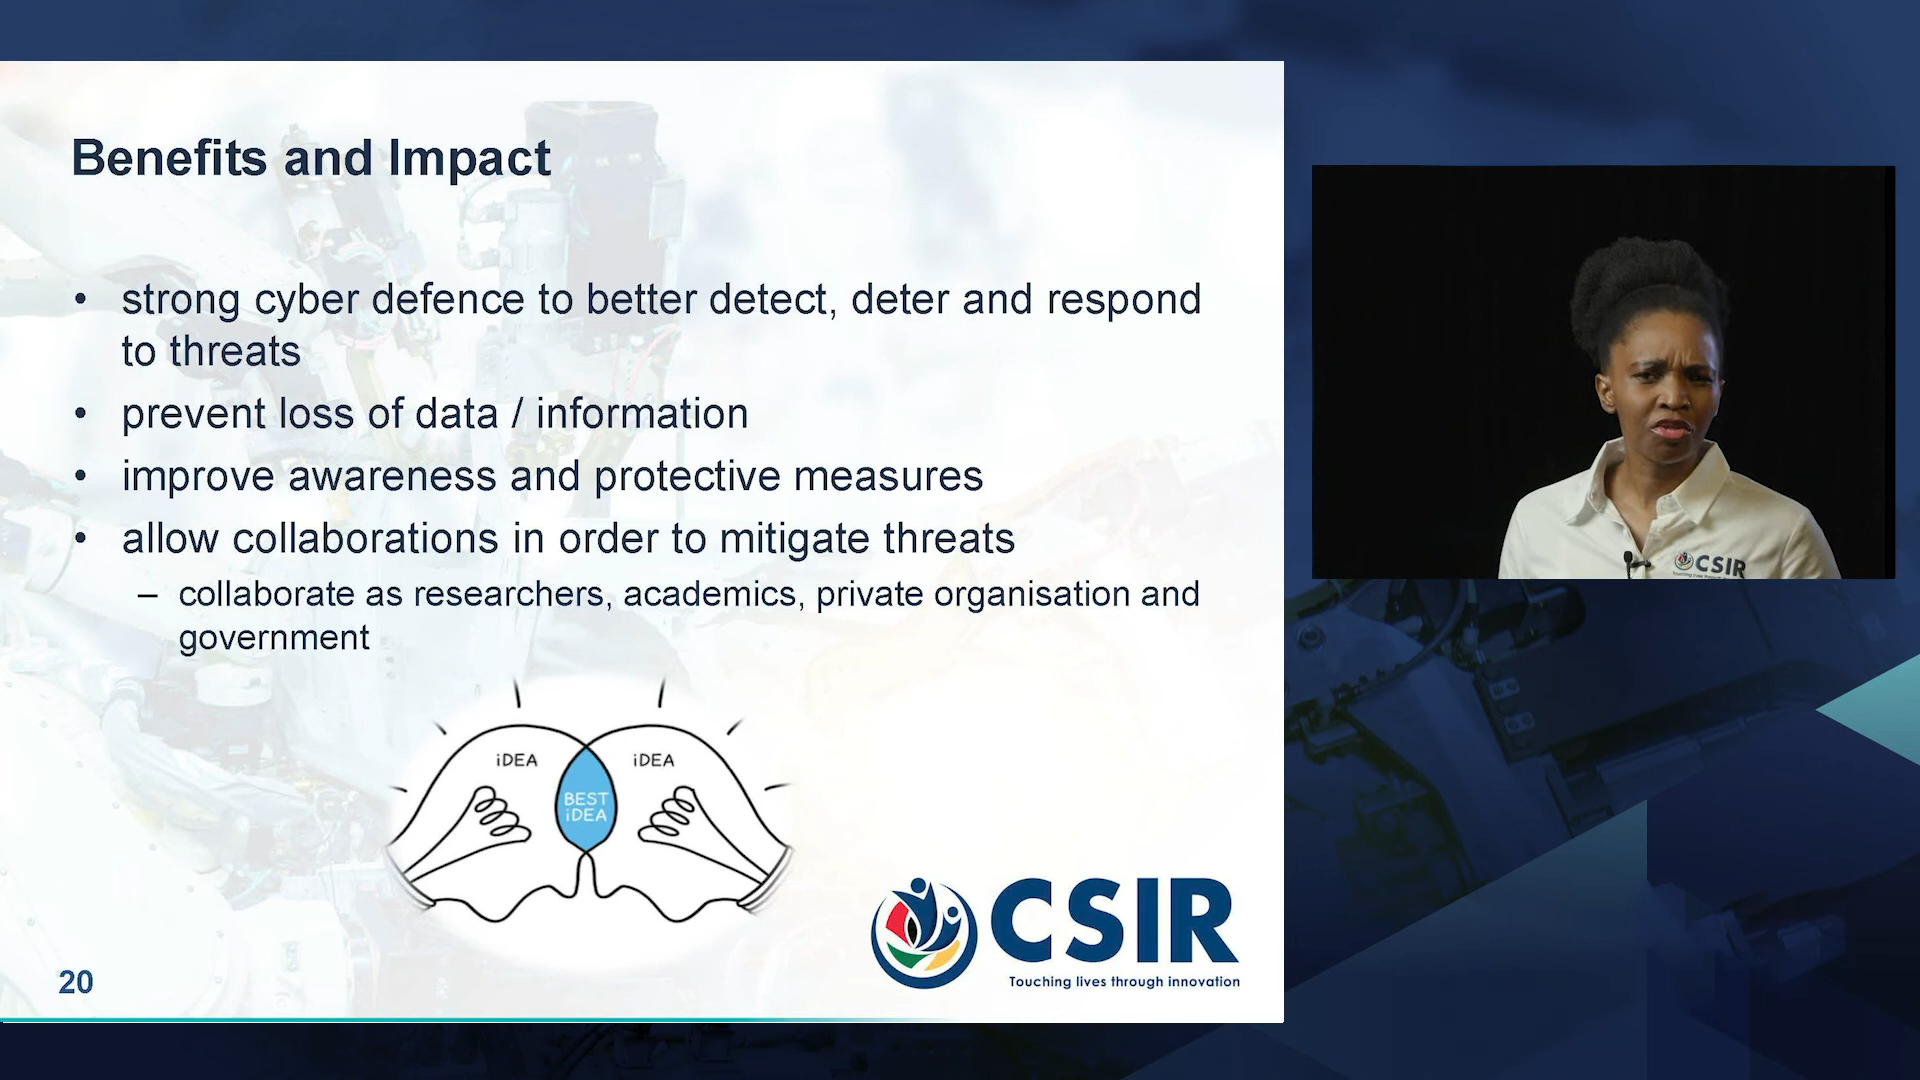 Benefits and Impact
• strong cyber defence to better detect, deter and respond
to threats
• prevent loss of data / information
• improve awareness and protective measures
• allow collaborations in order to mitigate threats
– collaborate as researchers, academics, private organisation and
government
iDEA
iDEA
BEST
iDEA
CSIR
Touching lives through innovation
20
CSIR